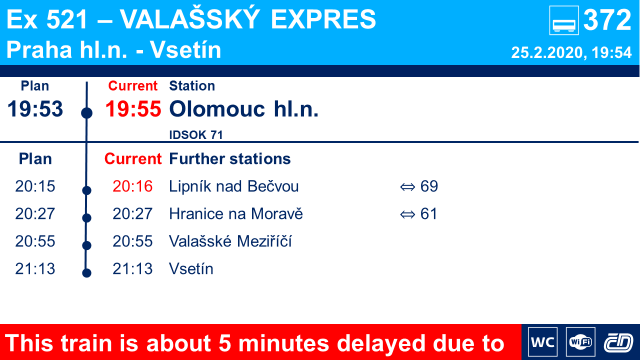 Ex 521 – VALAŠSKÝ EXPRES 372
Praha hl.n. - Vsetín 25.2.2020, 19:54
Plan Current Station
19:53 19:55 Olomouc hl.n.
IDSOK 71
Plan Current Further stations
20:15 20:16 Lipník nad Bečvou ⇔ 69
20:27 20:27 Hranice na Moravě ⇔ 61
20:55 20:55 Valašské Meziříčí
21:13 21:13 Vsetín
This train is about 5 minutes delayed due to WC WiFi ČD